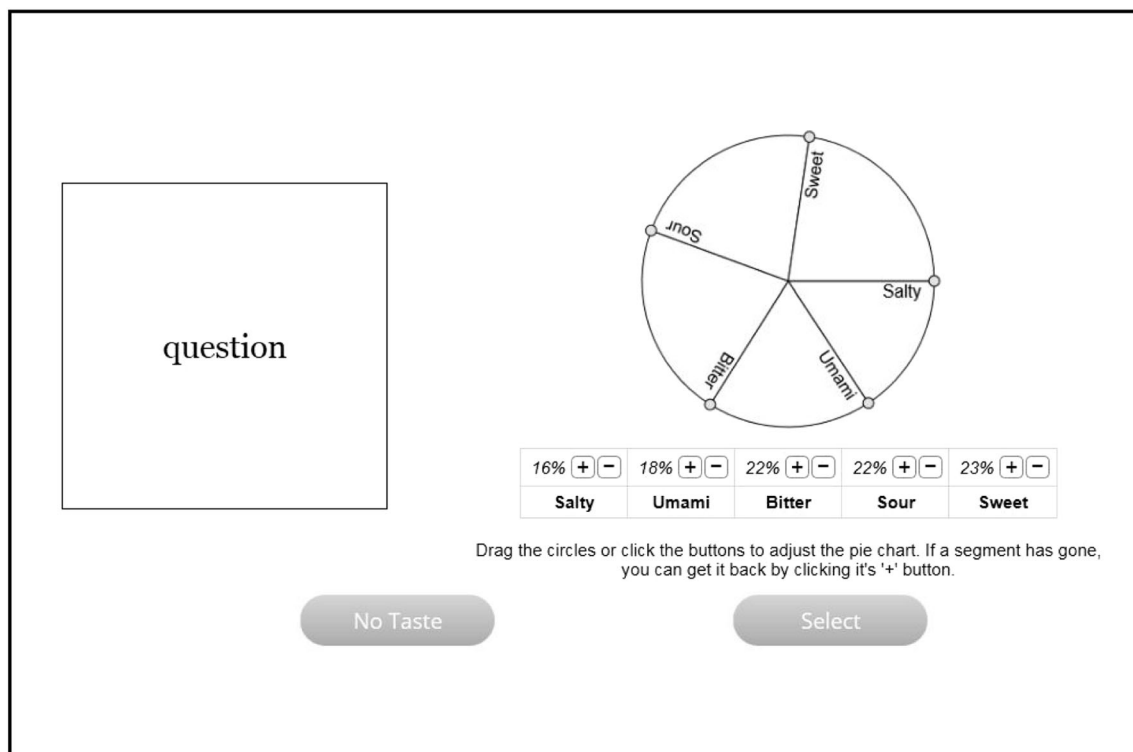 question
Sweet
Sour
Salty
Umami
Bitter
16% + − 18% + − 22% + − 22% + − 23% + −
Salty Umami Bitter Sour Sweet
Drag the circles or click the buttons to adjust the pie chart. If a segment has gone,
you can get it back by clicking it's '+' button.
No Taste Select